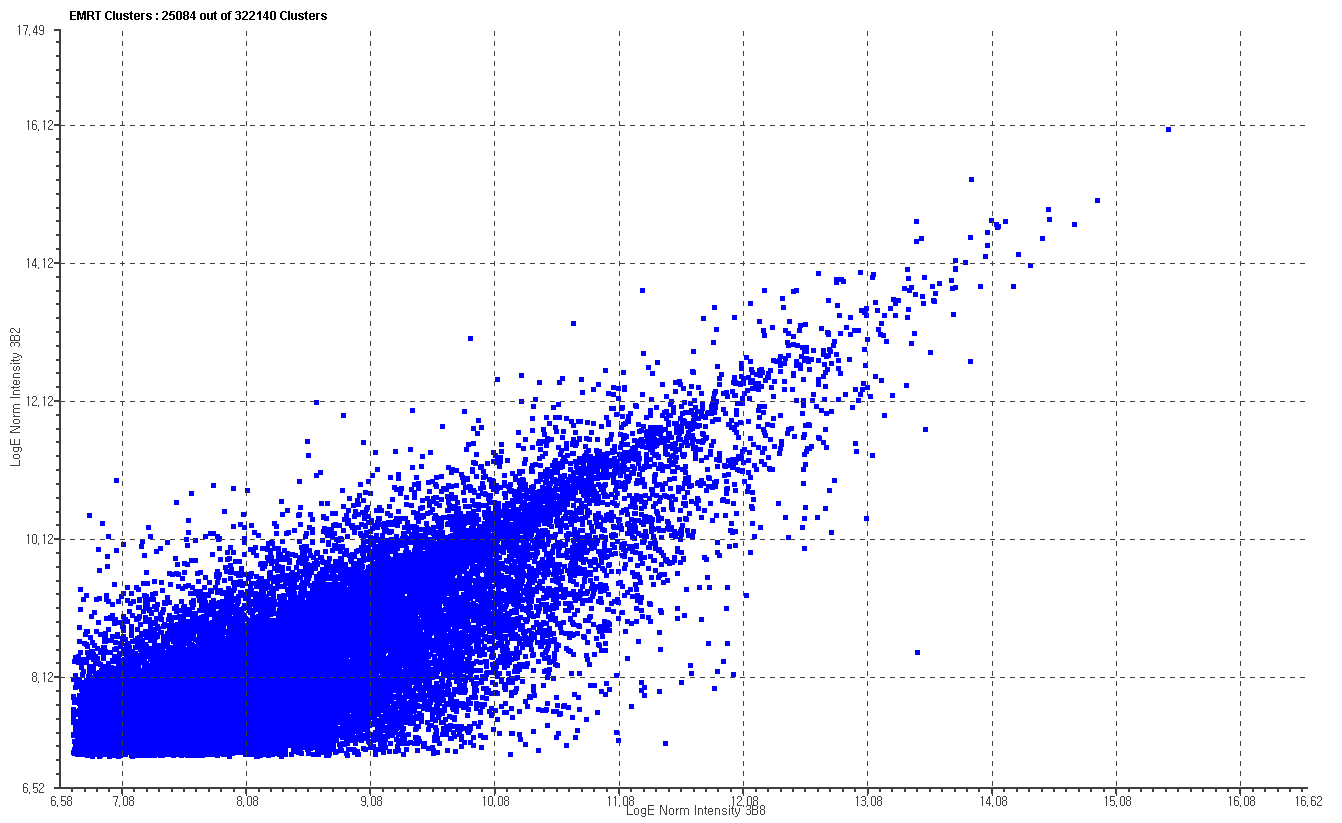 EMRT Clusters : 25084 out of 322140 Clusters
17,49
16,12
14,12
12,12
10,12
8,12
6,52
LogE Norm Intensity 3B2
6,58 7,08 8,08 9,08 10,08 11,08 12,08 13,08 14,08 15,08 16,08 16,62
LogE Norm Intensity 3B8